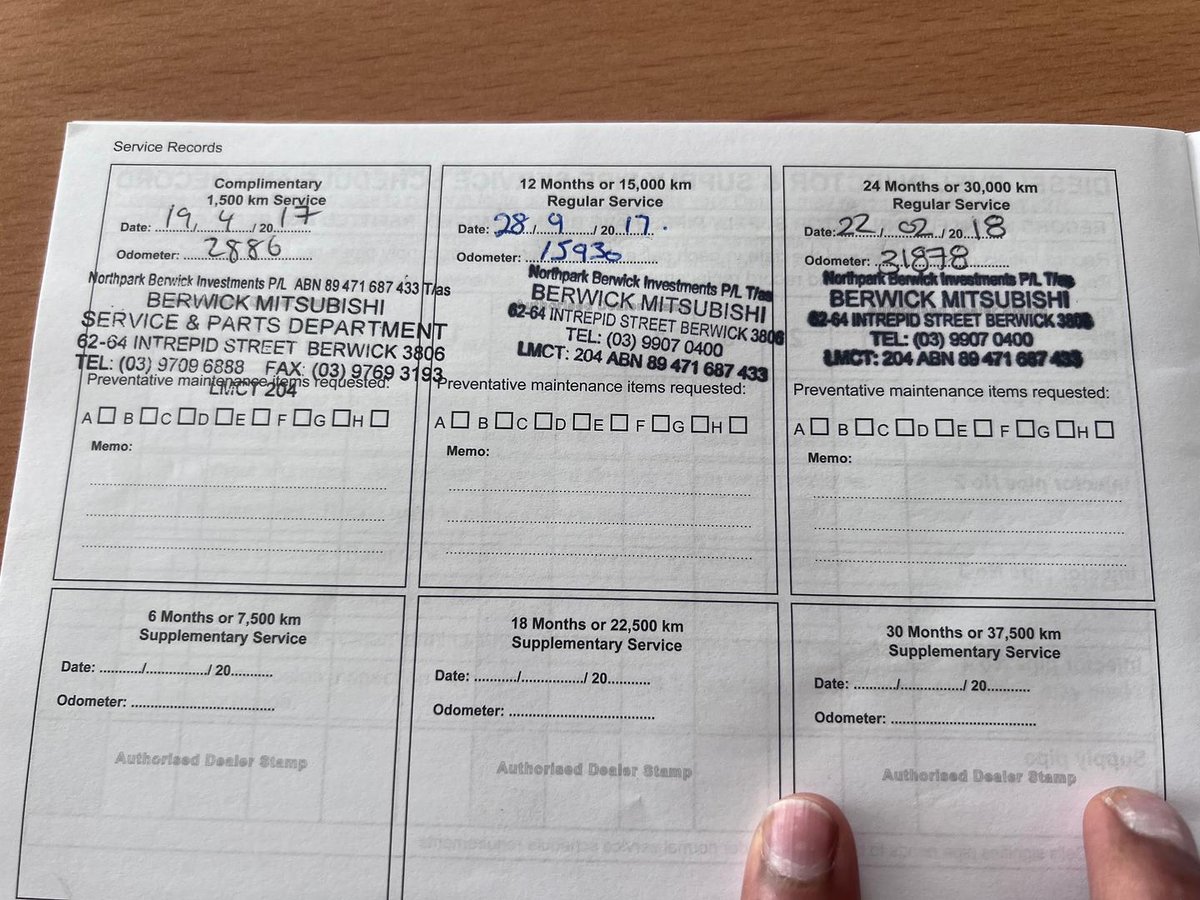 Service Records
Complimentary
1,500 km Service
Date: 19/ 4 / 20 17
Odometer: 2886
Northpark Berwick Investments P/L ABN 89 471 687 433 T/as
BERWICK MITSUBISHI
SERVICE & PARTS DEPARTMENT
62-64 INTREPID STREET BERWICK 3806
TEL: (03) 9709 6888 FAX: (03) 9769 3193
LMCT 204
Preventative maintenance items requested:
A B C D E F G H
Memo:
12 Months or 15,000 km
Regular Service
Date: 28 / 9 / 20 17.
Odometer: 15936
Northpark Berwick Investments P/L T/as
BERWICK MITSUBISHI
62-64 INTREPID STREET BERWICK 3806
TEL: (03) 9907 0400
LMCT: 204 ABN 89 471 687 433
Preventative maintenance items requested:
A B C D E F G H
Memo:
24 Months or 30,000 km
Regular Service
Date: 22 / 02 / 20 18
Odometer: 31878
Northpark Berwick Investments P/L T/as
BERWICK MITSUBISHI
62-64 INTREPID STREET BERWICK 3806
TEL: (03) 9907 0400
LMCT: 204 ABN 89 471 687 433
Preventative maintenance items requested:
A B C D E F G H
Memo:
6 Months or 7,500 km
Supplementary Service
Date: ........../.............../ 20..........
Odometer: ..................................
Authorised Dealer Stamp
18 Months or 22,500 km
Supplementary Service
Date: ........../.............../ 20..........
Odometer: ..................................
Authorised Dealer Stamp
30 Months or 37,500 km
Supplementary Service
Date: ........../.............../ 20..........
Odometer: ..................................
Authorised Dealer Stamp